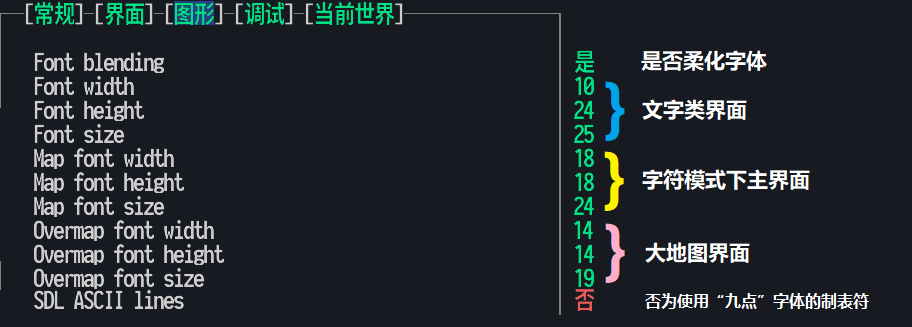 [常规] [界面] [图形] [调试] [当前世界]
Font blending 是 是否柔化字体
Font width 10
Font height 24 文字类界面
Font size 25
Map font width 18
Map font height 18 字符模式下主界面
Map font size 24
Overmap font width 14
Overmap font height 14 大地图界面
Overmap font size 19
SDL ASCII lines 否 否为使用“九点”字体的制表符